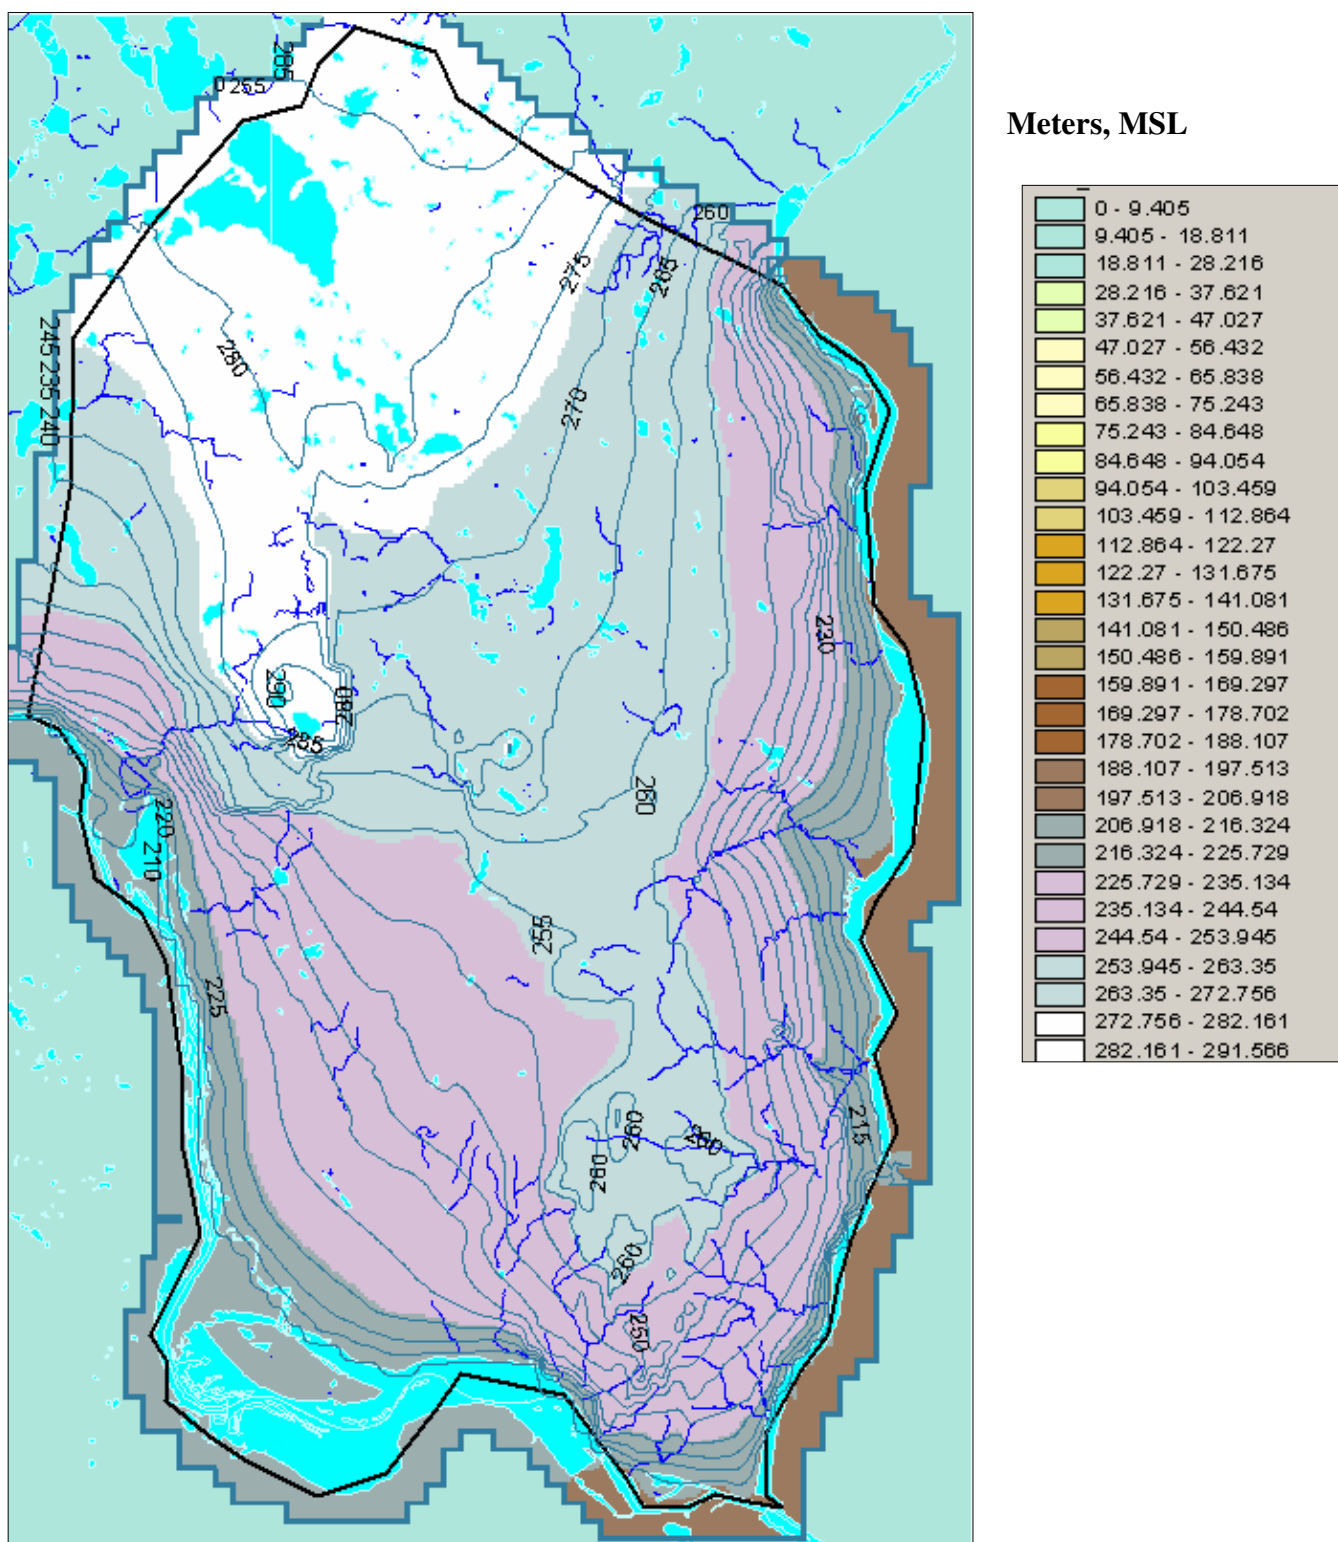 285
0 255
260
275
265
245 235 240
280
270
230
290
280
285
260
220
210
255
225
215
260
260
260
260
250
Meters, MSL
0 - 9.405
9.405 - 18.811
18.811 - 28.216
28.216 - 37.621
37.621 - 47.027
47.027 - 56.432
56.432 - 65.838
65.838 - 75.243
75.243 - 84.648
84.648 - 94.054
94.054 - 103.459
103.459 - 112.864
112.864 - 122.27
122.27 - 131.675
131.675 - 141.081
141.081 - 150.486
150.486 - 159.891
159.891 - 169.297
169.297 - 178.702
178.702 - 188.107
188.107 - 197.513
197.513 - 206.918
206.918 - 216.324
216.324 - 225.729
225.729 - 235.134
235.134 - 244.54
244.54 - 253.945
253.945 - 263.35
263.35 - 272.756
272.756 - 282.161
282.161 - 291.566